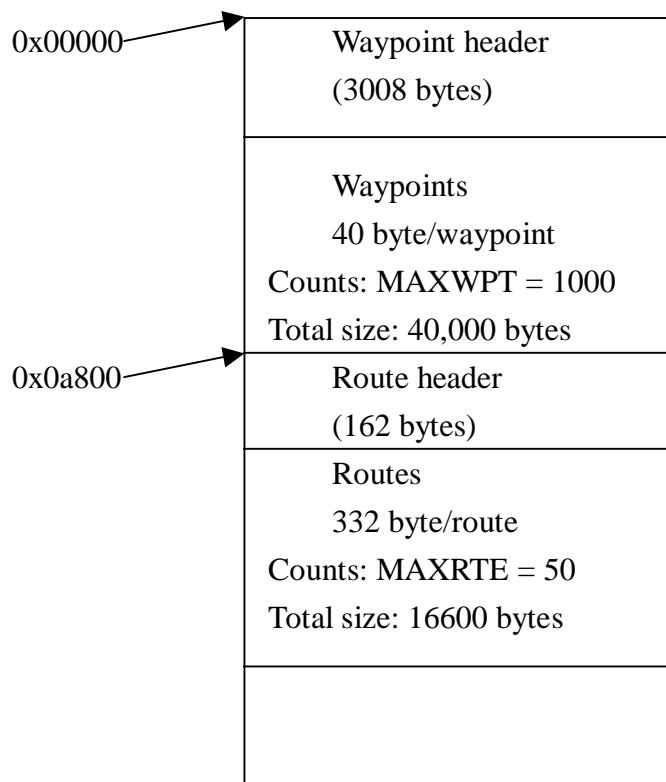 0x00000
Waypoint header
(3008 bytes)
Waypoints
40 byte/waypoint
Counts: MAXWPT = 1000
Total size: 40,000 bytes
0x0a800
Route header
(162 bytes)
Routes
332 byte/route
Counts: MAXRTE = 50
Total size: 16600 bytes